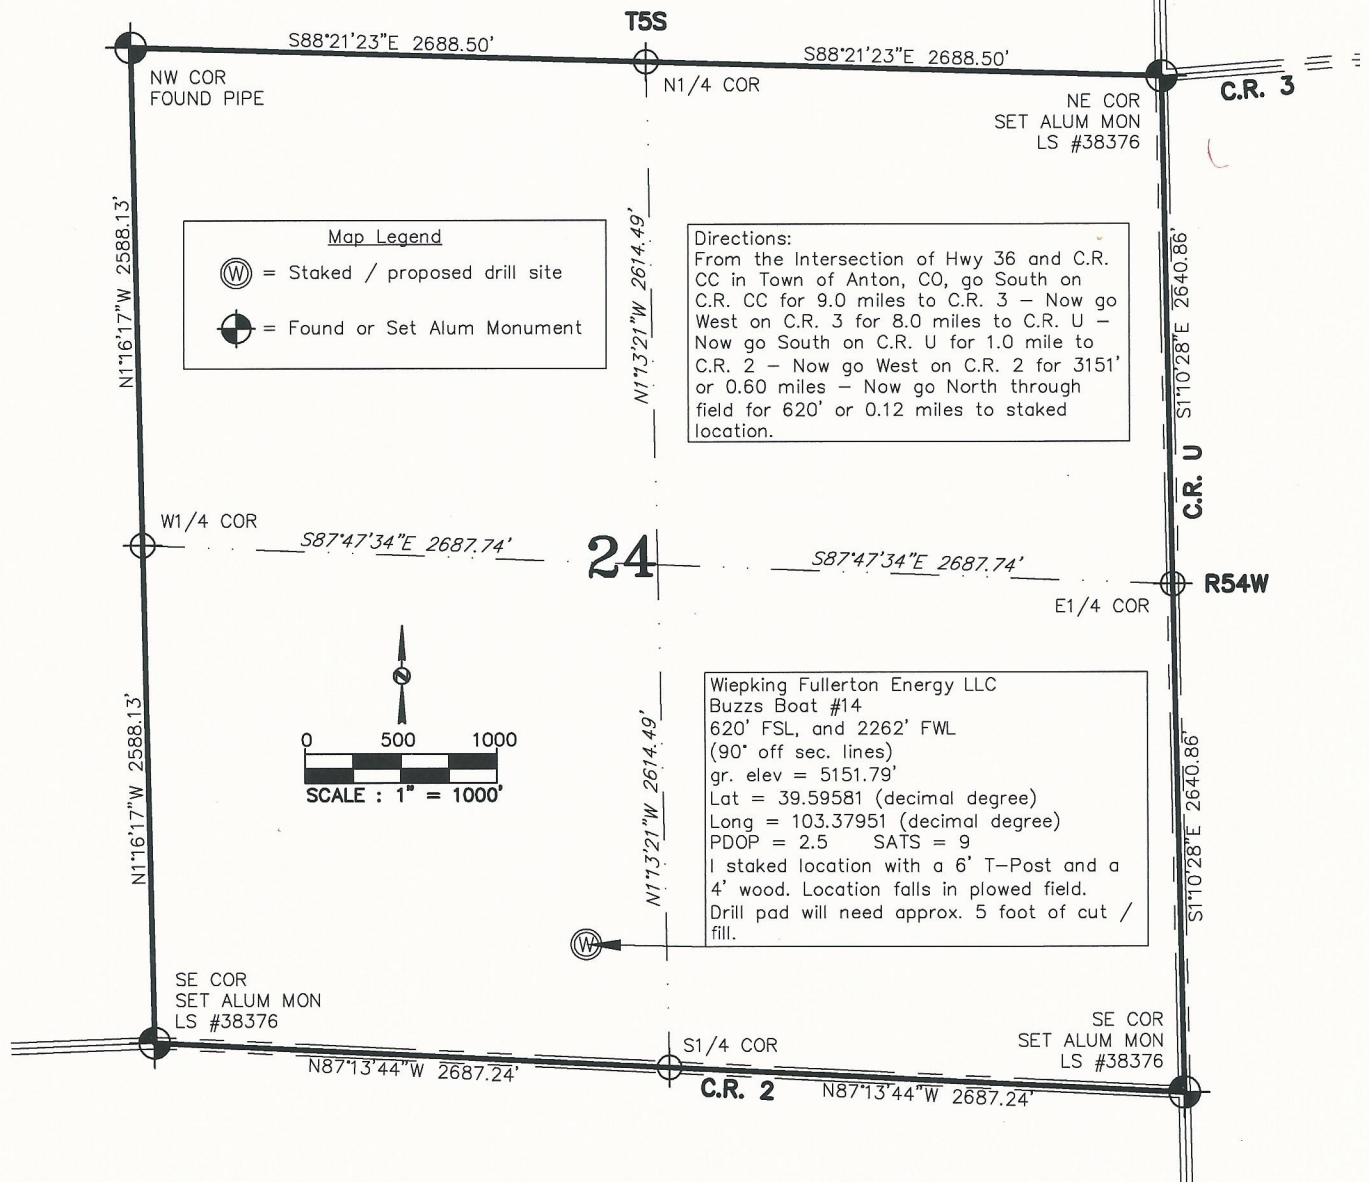 T5S
S88°21'23"E 2688.50'
S88°21'23"E 2688.50'
NW COR
FOUND PIPE
N1/4 COR
C.R. 3
NE COR
SET ALUM MON
LS #38376
N1°16'17"W 2588.13'
N1°13'21"W 2614.49'
S1°10'28"E 2640.86'
Map Legend
W = Staked / proposed drill site
= Found or Set Alum Monument
Directions:
From the Intersection of Hwy 36 and C.R.
CC in Town of Anton, CO, go South on
C.R. CC for 9.0 miles to C.R. 3 – Now go
West on C.R. 3 for 8.0 miles to C.R. U –
Now go South on C.R. U for 1.0 mile to
C.R. 2 – Now go West on C.R. 2 for 3151'
or 0.60 miles – Now go North through
field for 620' or 0.12 miles to staked
location.
C.R. U
W1/4 COR
S87°47'34"E 2687.74'
24
S87°47'34"E 2687.74'
R54W
E1/4 COR
N
0 500 1000
SCALE : 1" = 1000'
N1°16'17"W 2588.13'
N1°13'21"W 2614.49'
S1°10'28"E 2640.86'
Wiepking Fullerton Energy LLC
Buzzs Boat #14
620' FSL, and 2262' FWL
(90° off sec. lines)
gr. elev = 5151.79'
Lat = 39.59581 (decimal degree)
Long = 103.37951 (decimal degree)
PDOP = 2.5 SATS = 9
I staked location with a 6' T–Post and a
4' wood. Location falls in plowed field.
Drill pad will need approx. 5 foot of cut /
fill.
W
SE COR
SET ALUM MON
LS #38376
S1/4 COR
SE COR
SET ALUM MON
LS #38376
N87°13'44"W 2687.24'
C.R. 2
N87°13'44"W 2687.24'